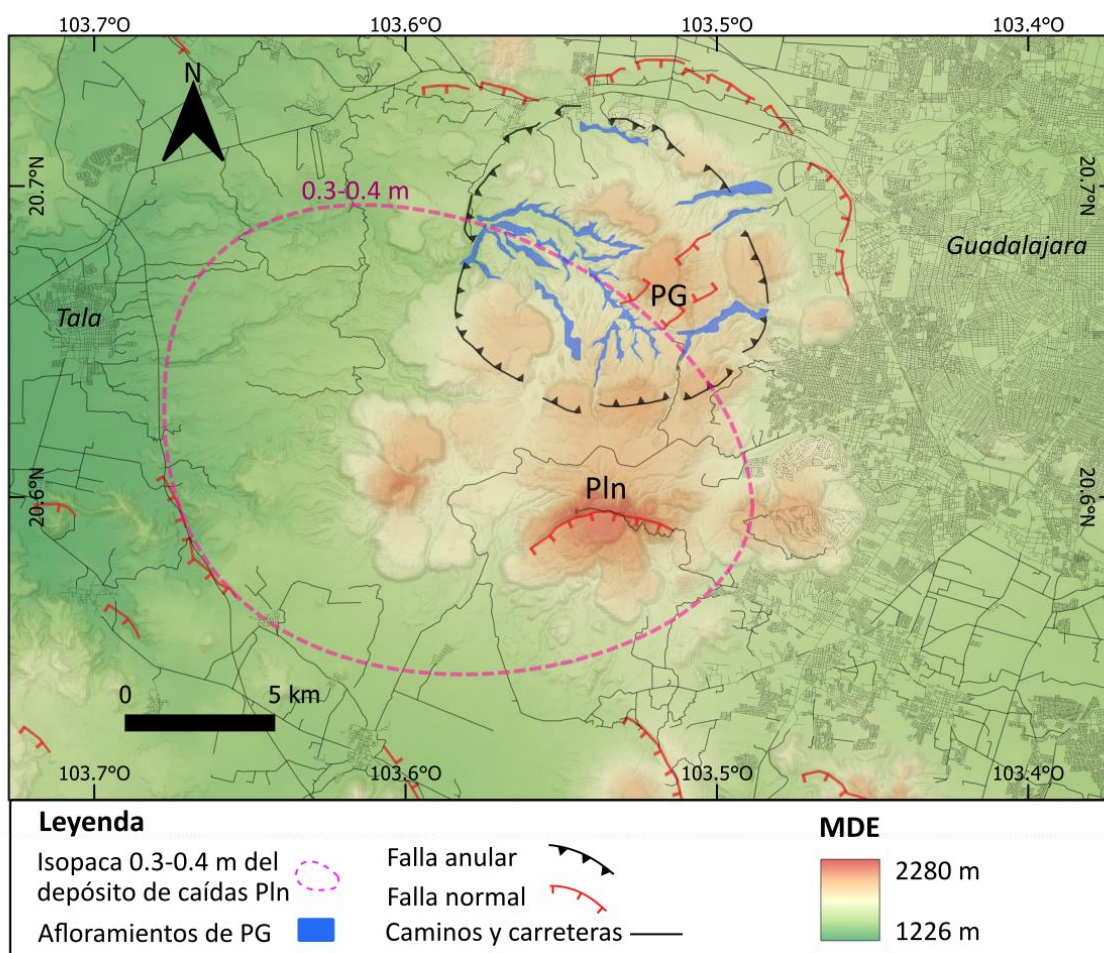 103.7°O
103.6°O
103.5°O
103.4°O
N
20.7°N
20.7°N
0.3-0.4 m
Guadalajara
PG
Tala
20.6°N
20.6°N
Pln
0
5 km
103.7°O
103.6°O
103.5°O
103.4°O
Leyenda
Isopaca 0.3-0.4 m del
depósito de caídas Pln
Afloramientos de PG
Falla anular
Falla normal
Caminos y carreteras
MDE
2280 m
1226 m